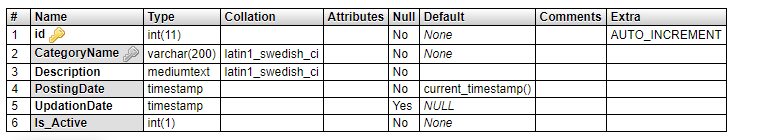 # Name Type Collation Attributes Null Default Comments Extra
1 id int(11) No None AUTO_INCREMENT
2 CategoryName varchar(200) latin1_swedish_ci No None
3 Description mediumtext latin1_swedish_ci No
4 PostingDate timestamp No current_timestamp()
5 UpdationDate timestamp Yes NULL
6 Is_Active int(1) No None